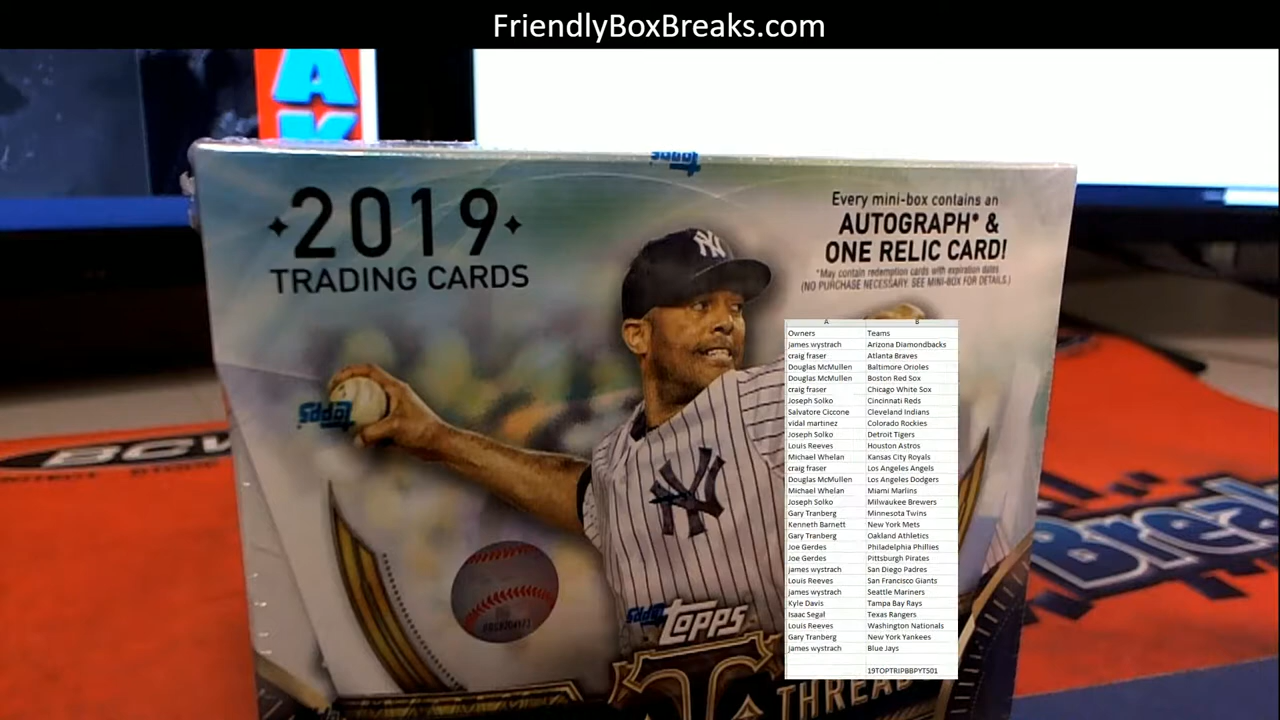 FriendlyBoxBreaks.com
AK
topps
2019
TRADING CARDS
Every mini-box contains an
AUTOGRAPH* &
ONE RELIC CARD!
*May contain redemption cards with expiration dates
(NO PURCHASE NECESSARY. SEE MINI-BOX FOR DETAILS.)
topps
NY
BCW
Break
topps
topps
THREADS
A B
Owners Teams
james wystrach Arizona Diamondbacks
craig fraser Atlanta Braves
Douglas McMullen Baltimore Orioles
Douglas McMullen Boston Red Sox
craig fraser Chicago White Sox
Joseph Solko Cincinnati Reds
Salvatore Ciccone Cleveland Indians
vidal martinez Colorado Rockies
Joseph Solko Detroit Tigers
Louis Reeves Houston Astros
Michael Whelan Kansas City Royals
craig fraser Los Angeles Angels
Douglas McMullen Los Angeles Dodgers
Michael Whelan Miami Marlins
Joseph Solko Milwaukee Brewers
Gary Tranberg Minnesota Twins
Kenneth Barnett New York Mets
Gary Tranberg Oakland Athletics
Joe Gerdes Philadelphia Phillies
Joe Gerdes Pittsburgh Pirates
james wystrach San Diego Padres
Louis Reeves San Francisco Giants
james wystrach Seattle Mariners
Kyle Davis Tampa Bay Rays
Isaac Segal Texas Rangers
Louis Reeves Washington Nationals
Gary Tranberg New York Yankees
james wystrach Blue Jays
19TOPTRIPBBPYT501